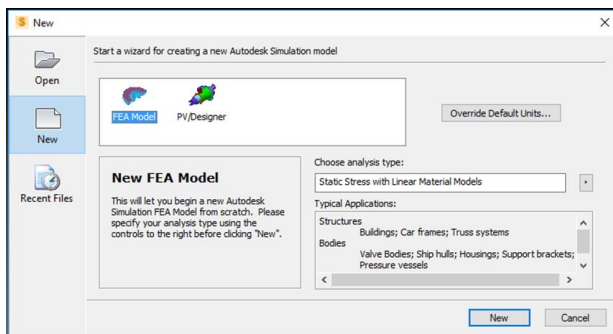 New
Start a wizard for creating a new Autodesk Simulation model
Open
New
Recent Files
FEA Model
PV/Designer
Override Default Units...
New FEA Model
This will let you begin a new Autodesk
Simulation FEA Model from scratch. Please
specify your analysis type using the
controls to the right before clicking "New".
Choose analysis type:
Static Stress with Linear Material Models
Typical Applications:
Structures
Buildings; Car frames; Truss systems
Bodies
Valve Bodies; Ship hulls; Housings; Support brackets;
Pressure vessels
New
Cancel